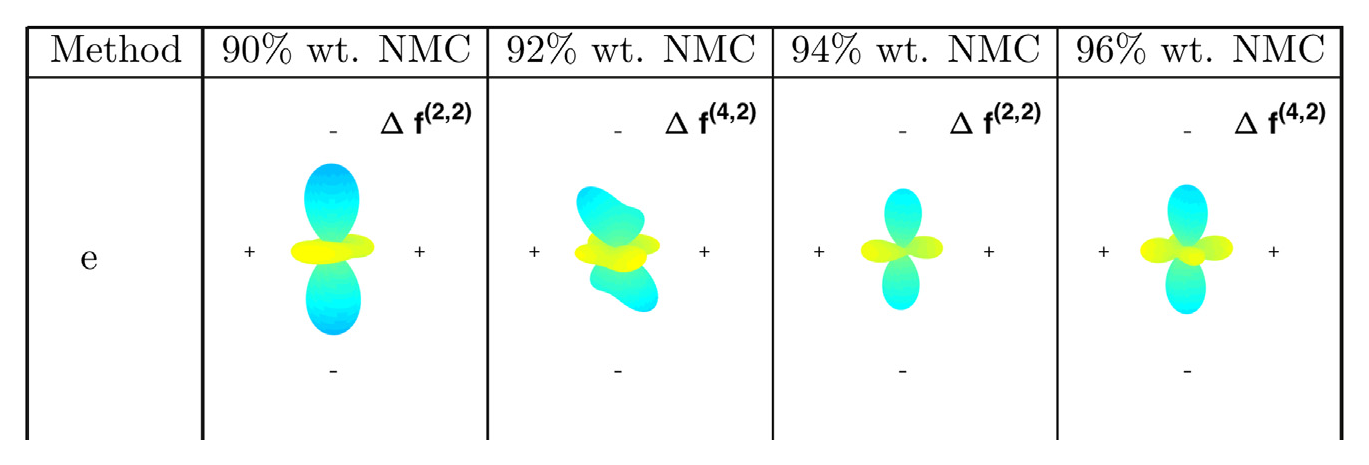 Method 90% wt. NMC 92% wt. NMC 94% wt. NMC 96% wt. NMC
Δ f(2,2) Δ f(4,2) Δ f(2,2) Δ f(4,2)
- - - -
+ + + + + + + +
e
- - - -